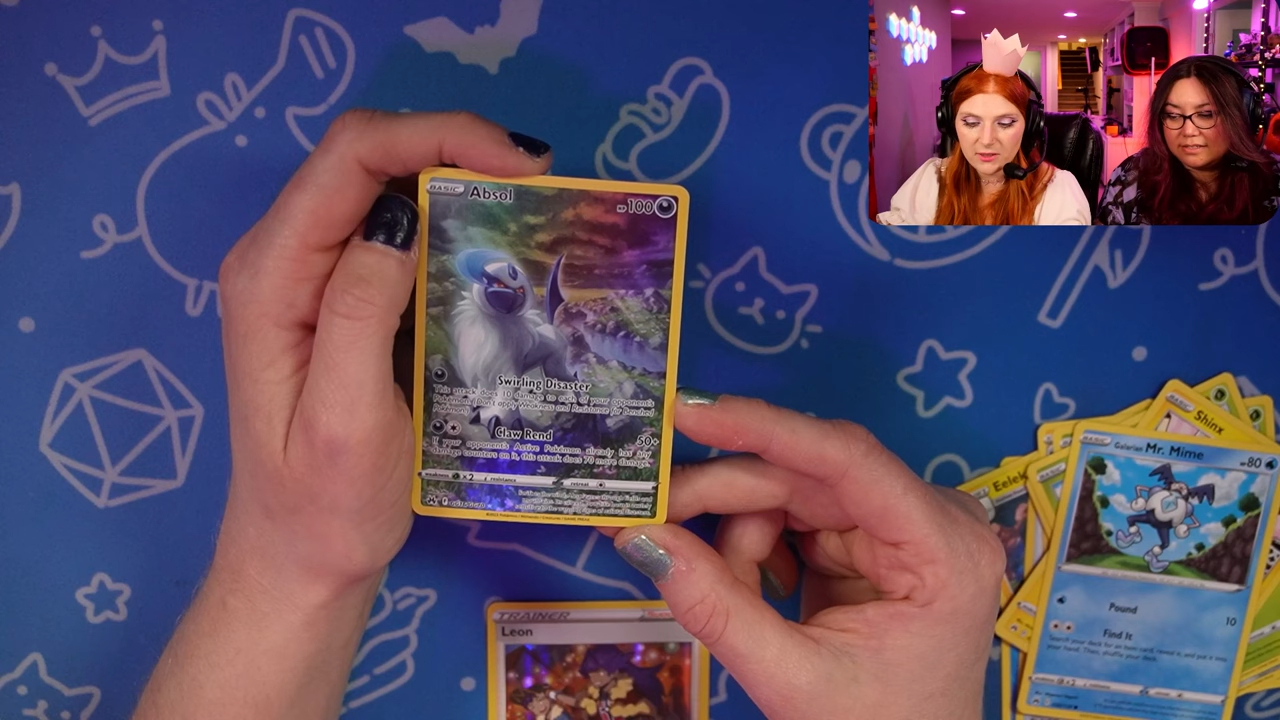 BASIC Absol HP 100
Swirling Disaster
This attack does 10 damage to each of your opponent's
Pokémon. (Don't apply Weakness and Resistance for Benched
Pokémon.)
Claw Rend 50+
If your opponent's Active Pokémon already has any
damage counters on it, this attack does 70 more damage.
weakness ×2 resistance retreat
TRAINER
Leon
Shinx
Eelek
BASIC Galarian Mr. Mime HP 80
Pound 10
Find It
Search your deck for an Item card, reveal it, and put it into
your hand. Then, shuffle your deck.